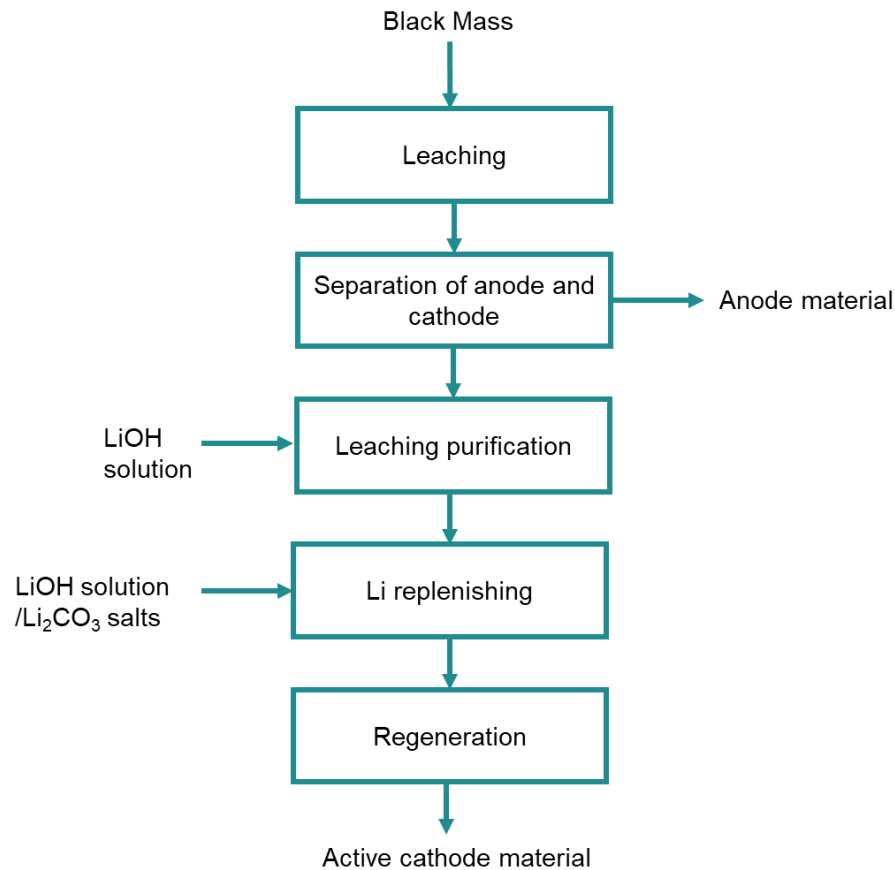 Black Mass
Leaching
Separation of anode and
cathode
Anode material
LiOH
solution
Leaching purification
LiOH solution
/Li₂CO₃ salts
Li replenishing
Regeneration
Active cathode material